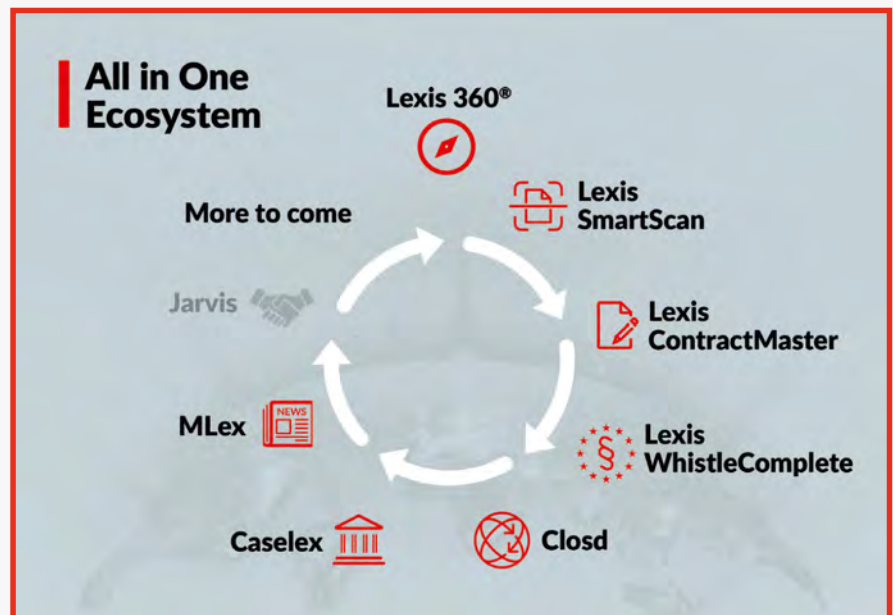 All in One
Ecosystem
Lexis 360®
Lexis
SmartScan
Lexis
ContractMaster
Lexis
WhistleComplete
Closd
Caselex
MLex
NEWS
Jarvis
More to come